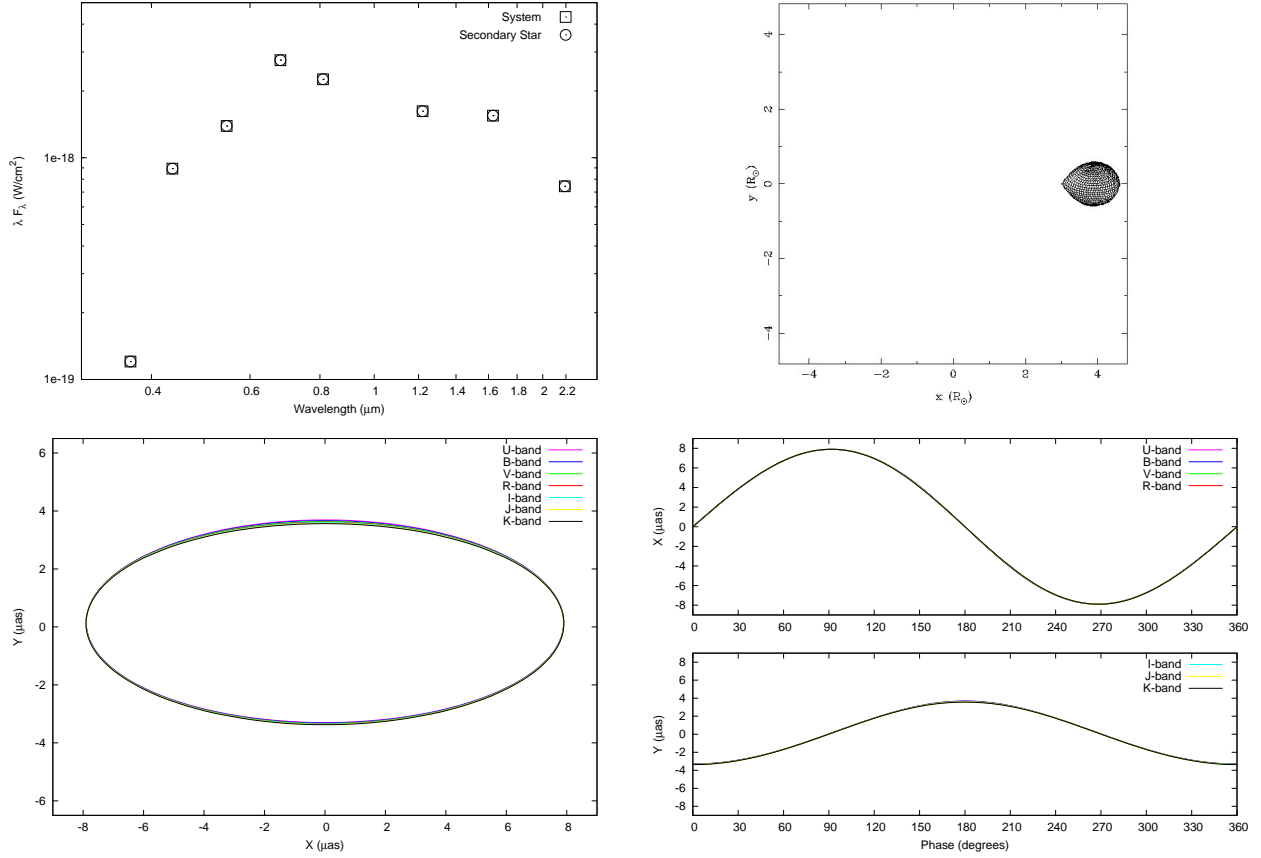 System
Secondary Star
1e-18
1e-19
λ Fλ (W/cm²)
0.4 0.6 0.8 1 1.2 1.4 1.6 1.8 2 2.2
Wavelength (μm)
4
2
0
−2
−4
y (R⊙)
−4 −2 0 2 4
x (R⊙)
U-band
B-band
V-band
R-band
I-band
J-band
K-band
6
4
2
0
-2
-4
-6
Y (μas)
-8 -6 -4 -2 0 2 4 6 8
X (μas)
U-band
B-band
V-band
R-band
8
6
4
2
0
-2
-4
-6
-8
X (μas)
0 30 60 90 120 150 180 210 240 270 300 330 360
I-band
J-band
K-band
8
6
4
2
0
-2
-4
-6
-8
Y (μas)
0 30 60 90 120 150 180 210 240 270 300 330 360
Phase (degrees)